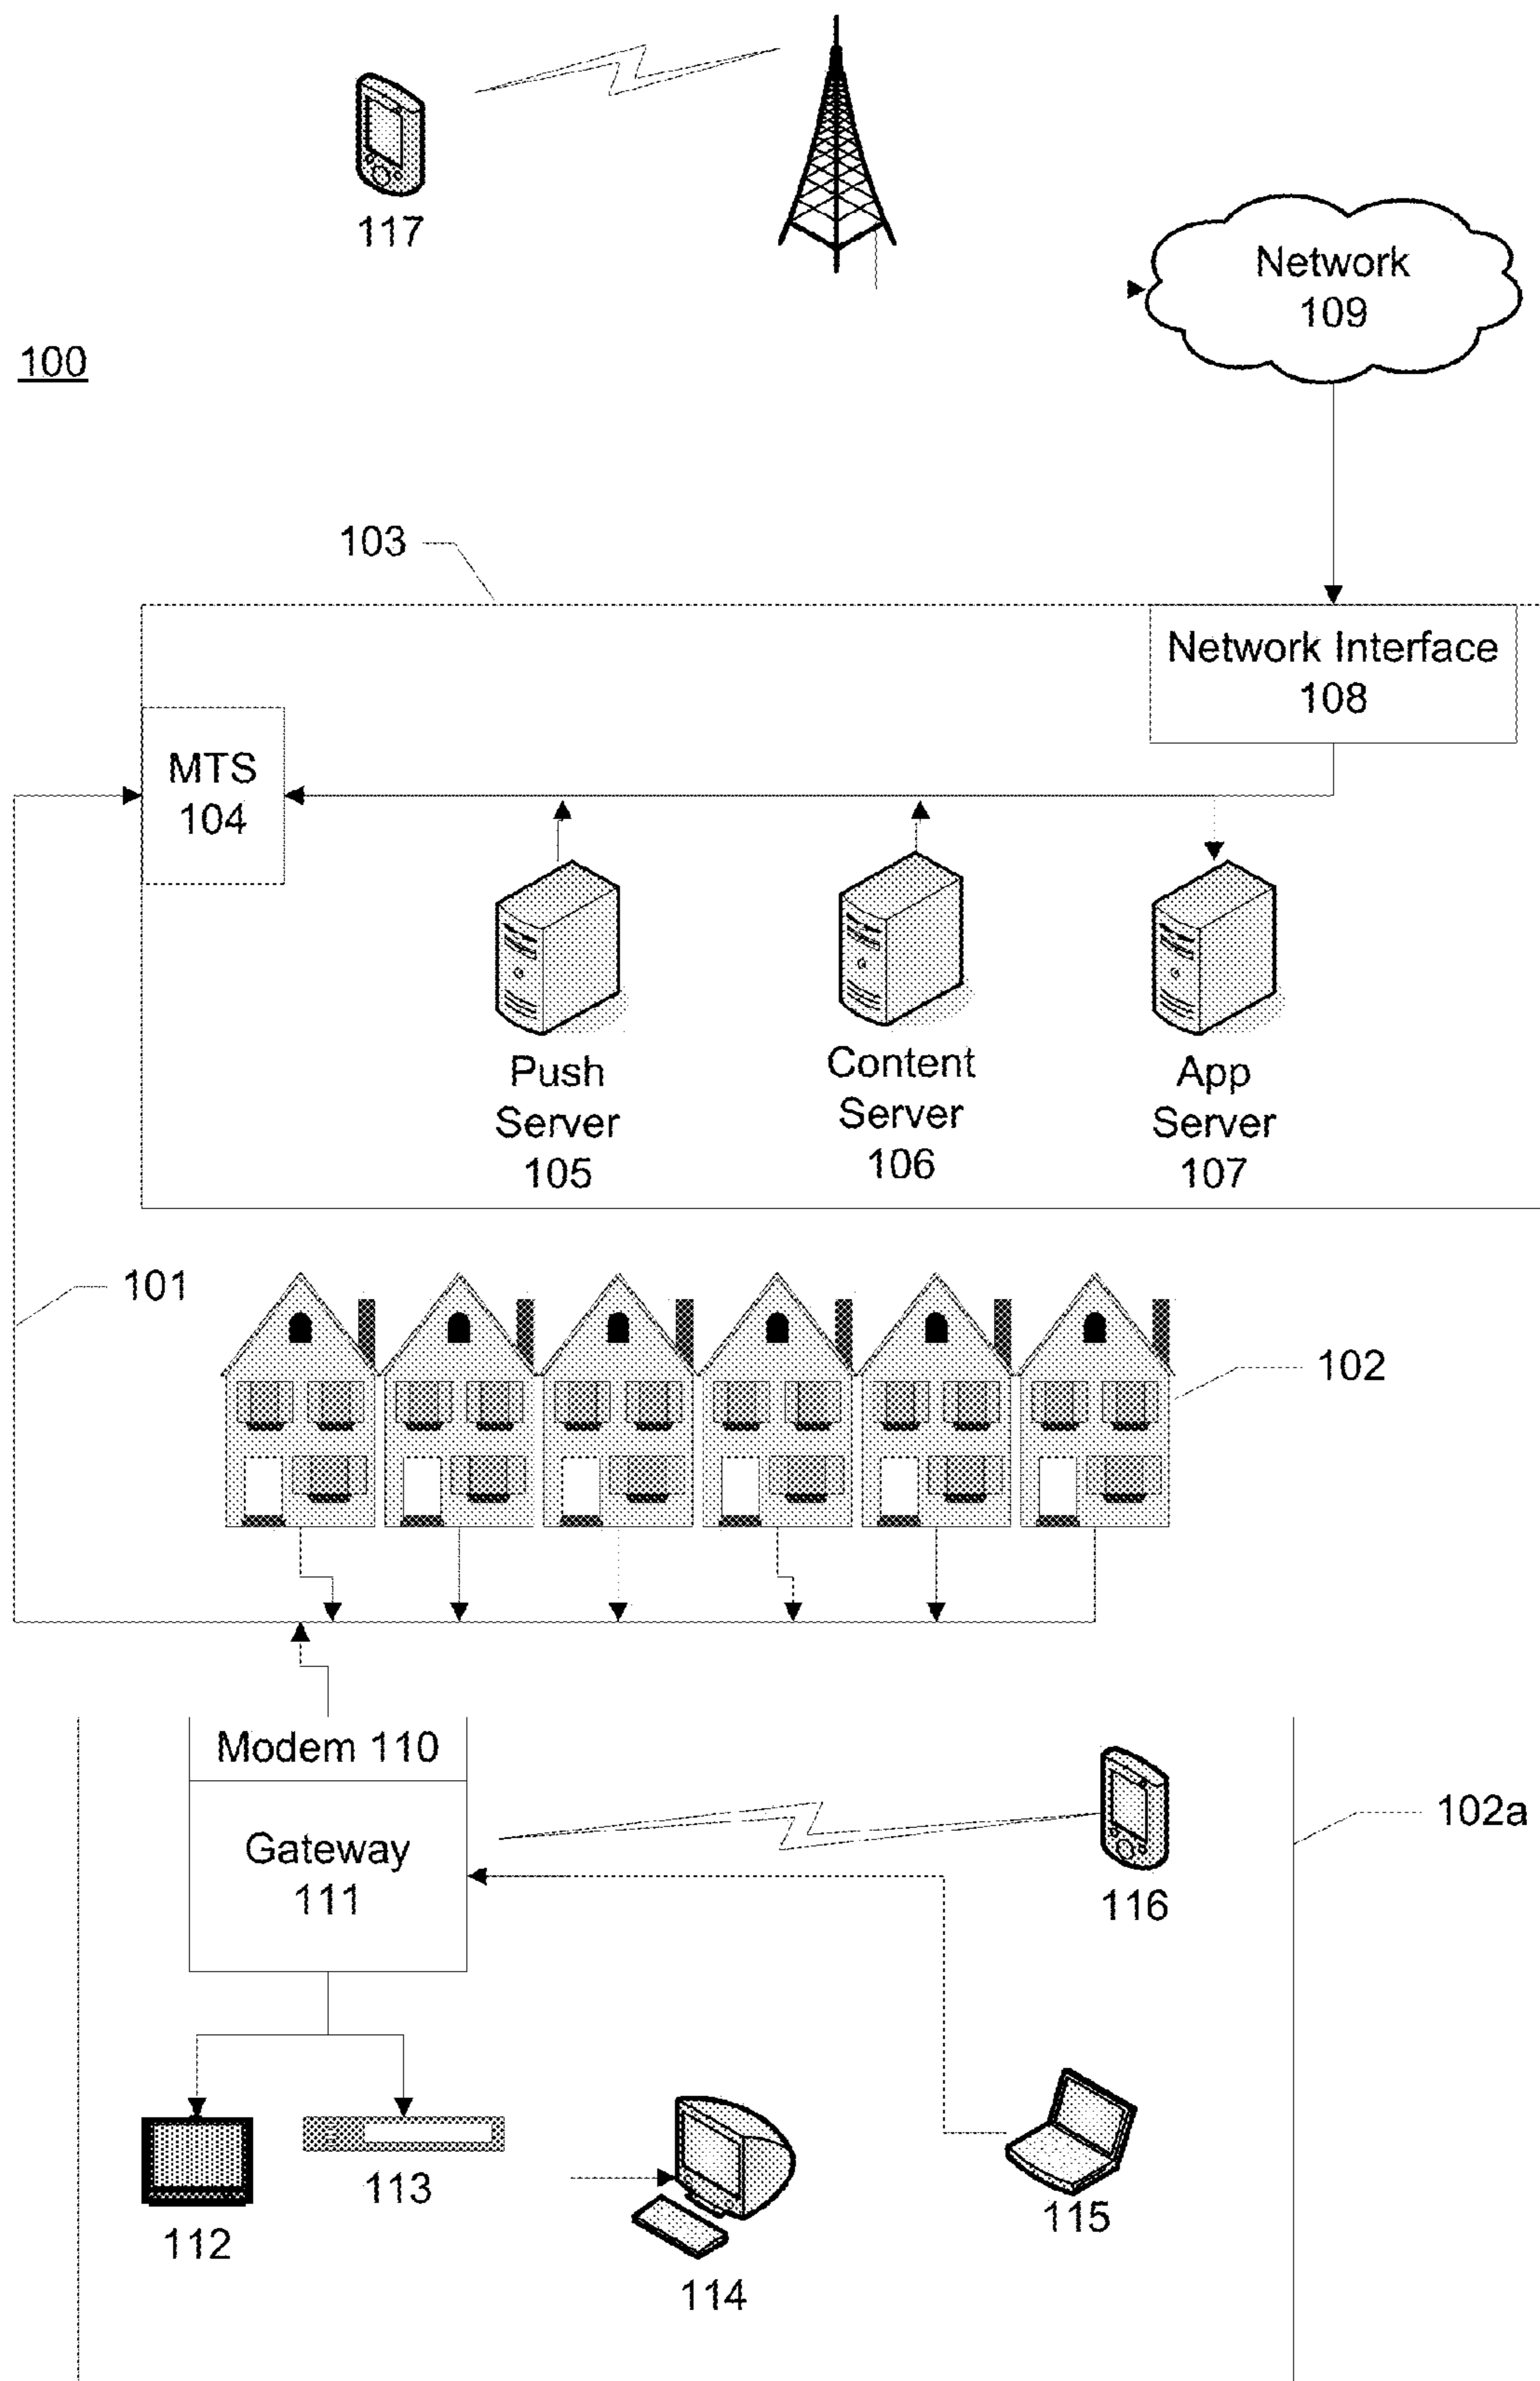 117
Network
109
100
103
Network Interface
108
MTS
104
Push
Server
105
Content
Server
106
App
Server
107
101
102
Modem 110
Gateway
111
102a
116
112
113
114
115